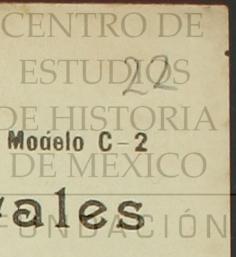 CENTRO DE
ESTUDIOS
22
DE HISTORIA
Modelo C-2
DE MÉXICO
ales
FUNDACIÓN